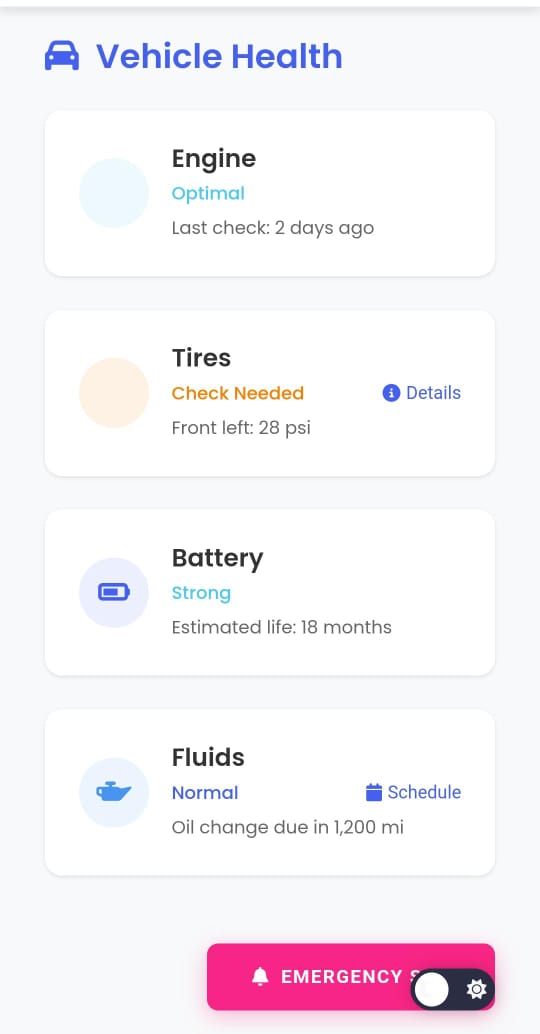 Vehicle Health
Engine
Optimal
Last check: 2 days ago
Tires
Check Needed
Details
Front left: 28 psi
Battery
Strong
Estimated life: 18 months
Fluids
Normal
Schedule
Oil change due in 1,200 mi
EMERGENCY